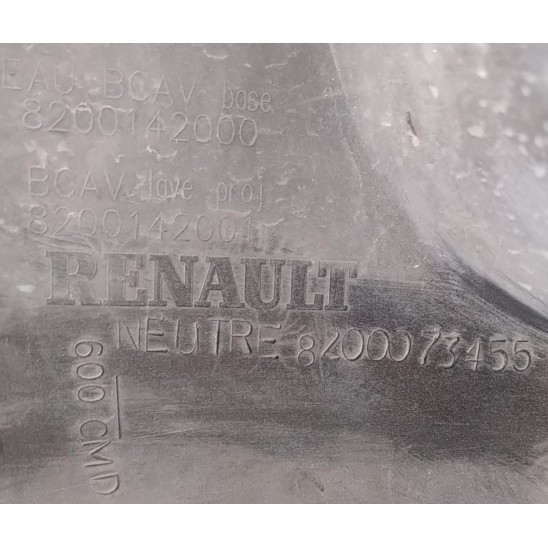 EAU BCAV base
8200142000
BCAV lave proj
8200142001
RENAULT
NEUTRE 8200073455
600 CMD